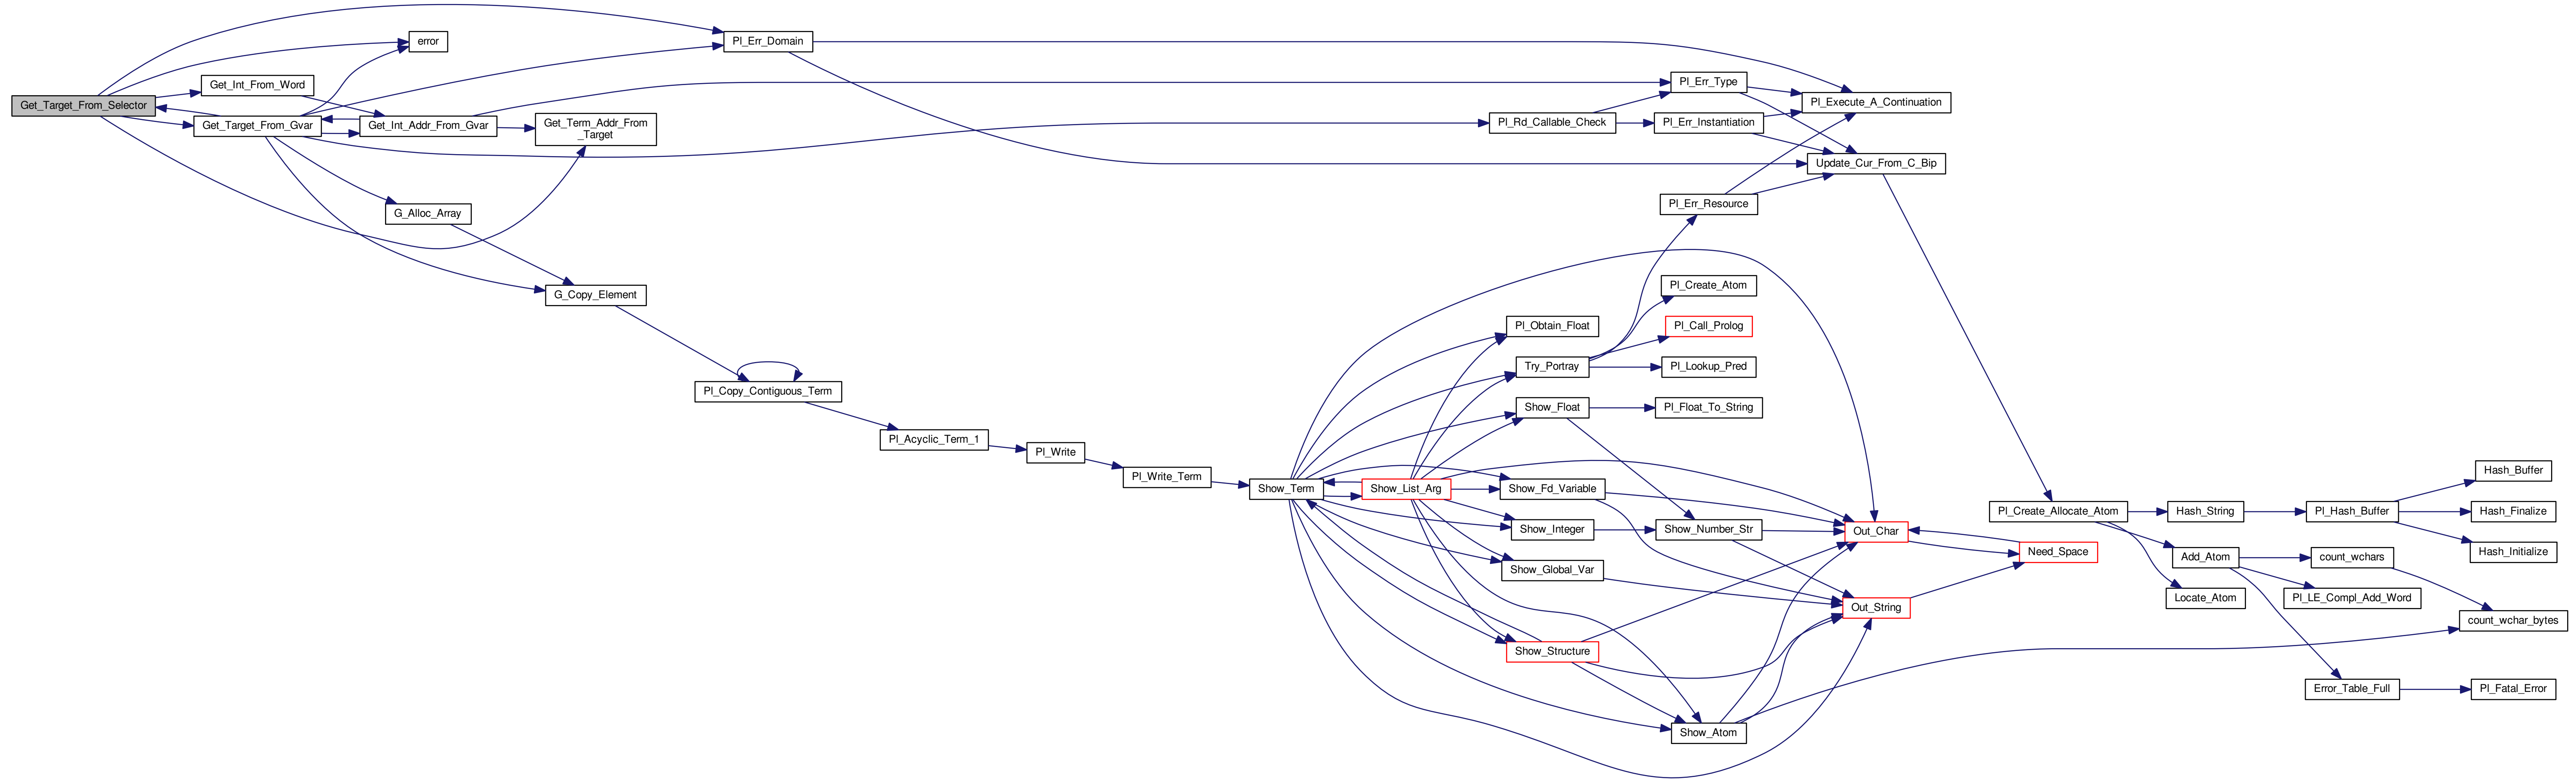 Get_Target_From_Selector
error
Get_Int_From_Word
Get_Target_From_Gvar
Get_Int_Addr_From_Gvar
Get_Term_Addr_From
_Target
G_Alloc_Array
G_Copy_Element
Pl_Err_Domain
Pl_Copy_Contiguous_Term
Pl_Acyclic_Term_1
Pl_Write
Pl_Write_Term
Show_Term
Show_List_Arg
Pl_Rd_Callable_Check
Pl_Obtain_Float
Try_Portray
Show_Float
Show_Fd_Variable
Show_Integer
Show_Global_Var
Show_Structure
Pl_Err_Type
Pl_Err_Instantiation
Pl_Err_Resource
Pl_Create_Atom
Pl_Call_Prolog
Pl_Lookup_Pred
Pl_Float_To_String
Show_Number_Str
Show_Atom
Pl_Execute_A_Continuation
Update_Cur_From_C_Bip
Out_Char
Out_String
Pl_Create_Allocate_Atom
Need_Space
Hash_String
Add_Atom
Locate_Atom
Pl_Hash_Buffer
count_wchars
Pl_LE_Compl_Add_Word
Error_Table_Full
Hash_Buffer
Hash_Finalize
Hash_Initialize
count_wchar_bytes
Pl_Fatal_Error